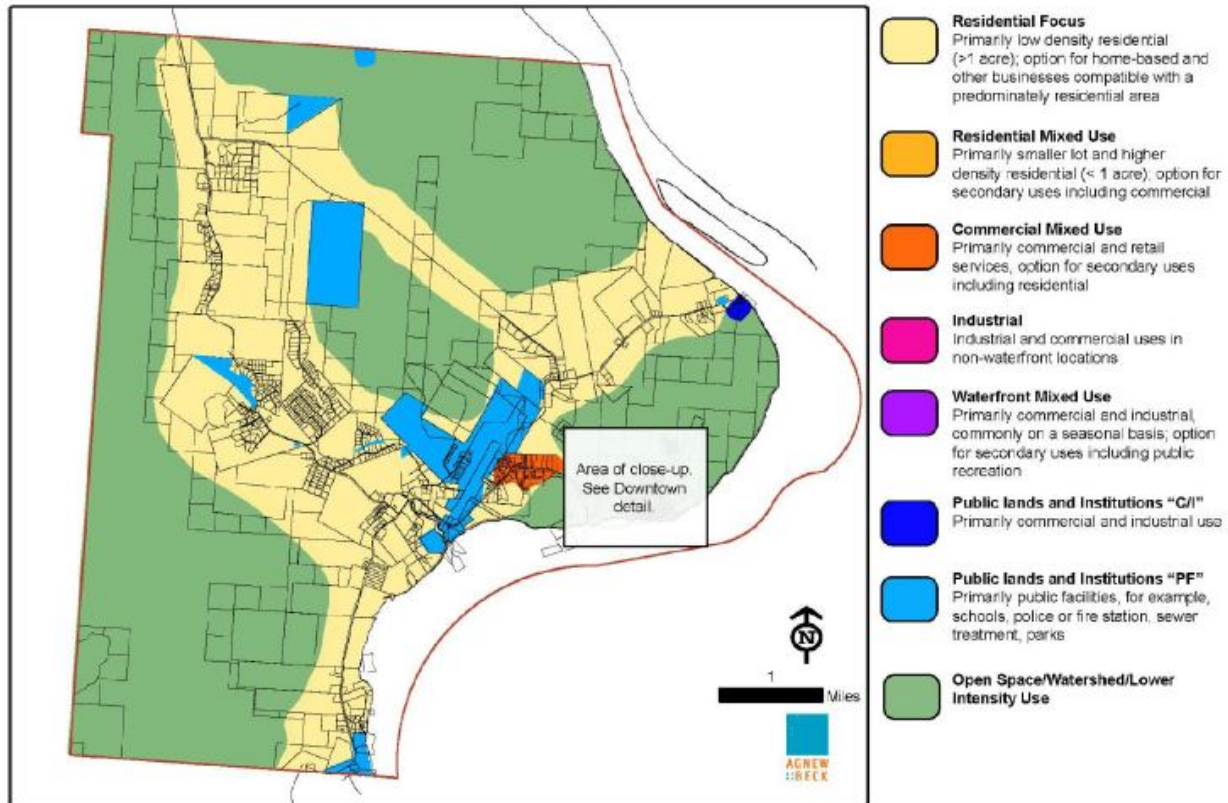 Area of close-up.
See Downtown
detail.
N
1
Miles
AGNEW
::BECK
Residential Focus
Primarily low density residential
(>1 acre); option for home-based and
other businesses compatible with a
predominately residential area
Residential Mixed Use
Primarily smaller lot and higher
density residential (< 1 acre); option for
secondary uses including commercial
Commercial Mixed Use
Primarily commercial and retail
services, option for secondary uses
including residential
Industrial
Industrial and commercial uses in
non-waterfront locations
Waterfront Mixed Use
Primarily commercial and industrial,
commonly on a seasonal basis; option
for secondary uses including public
recreation
Public lands and Institutions "C/I"
Primarily commercial and industrial use
Public lands and Institutions "PF"
Primarily public facilities, for example,
schools, police or fire station, sewer
treatment, parks
Open Space/Watershed/Lower
Intensity Use